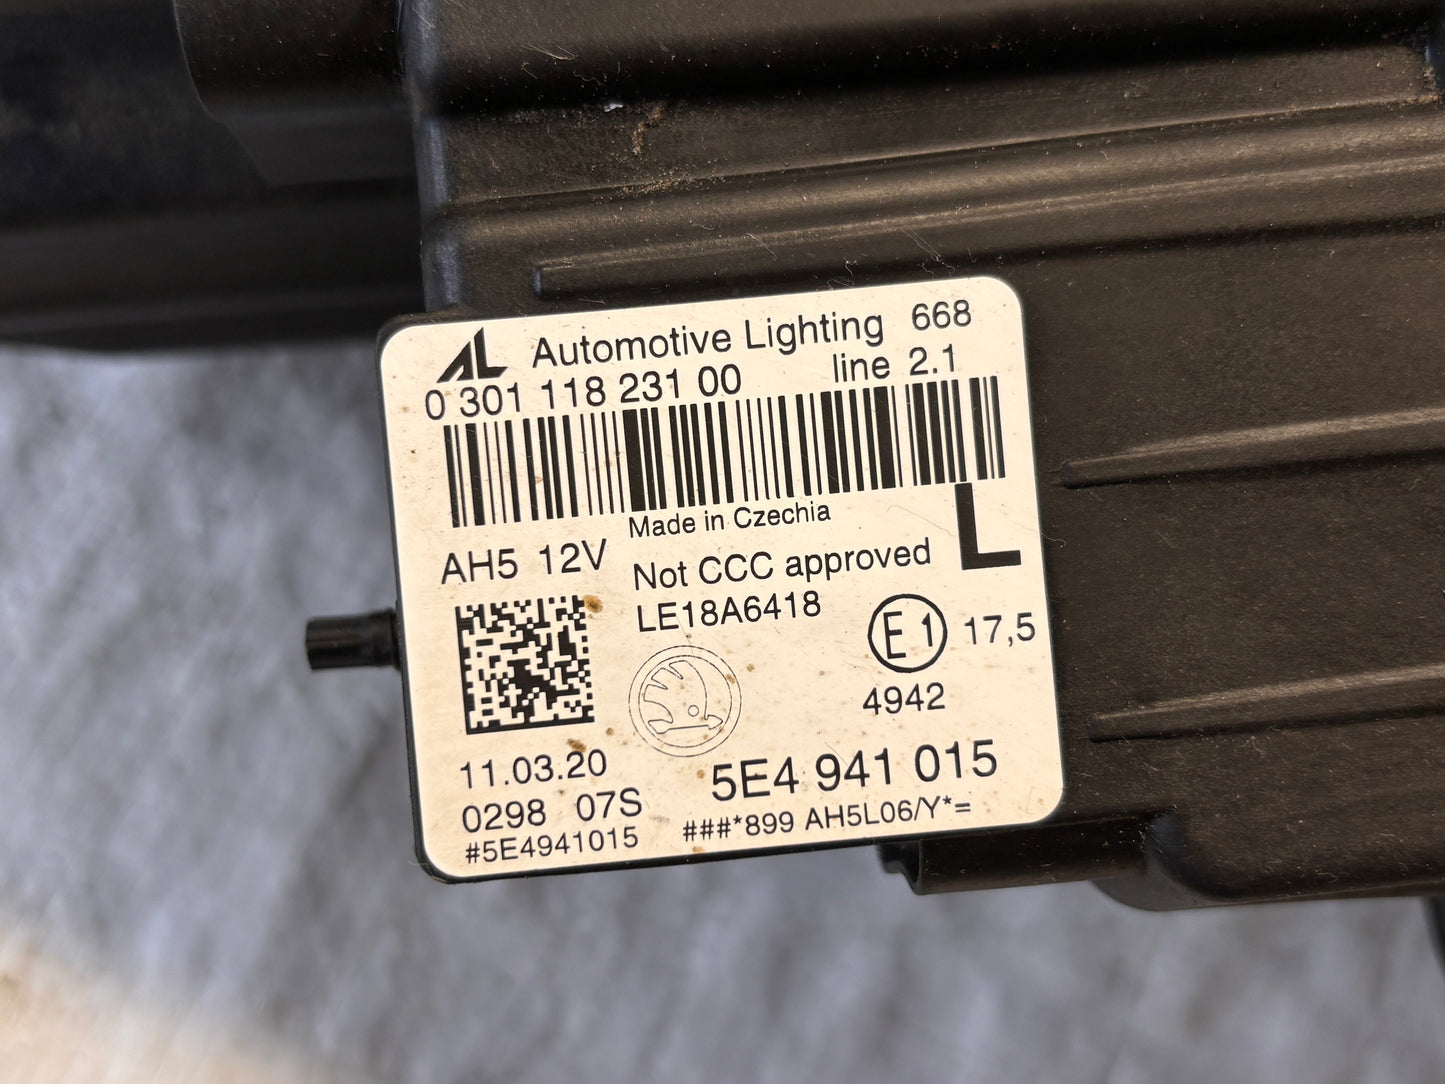 AL Automotive Lighting 668
0 301 118 231 00 line 2.1
Made in Czechia
L
AH5 12V
Not CCC approved
LE18A6418
E1 17,5
4942
11.03.20
5E4 941 015
0298 07S
#5E4941015
###*899 AH5L06/Y*=